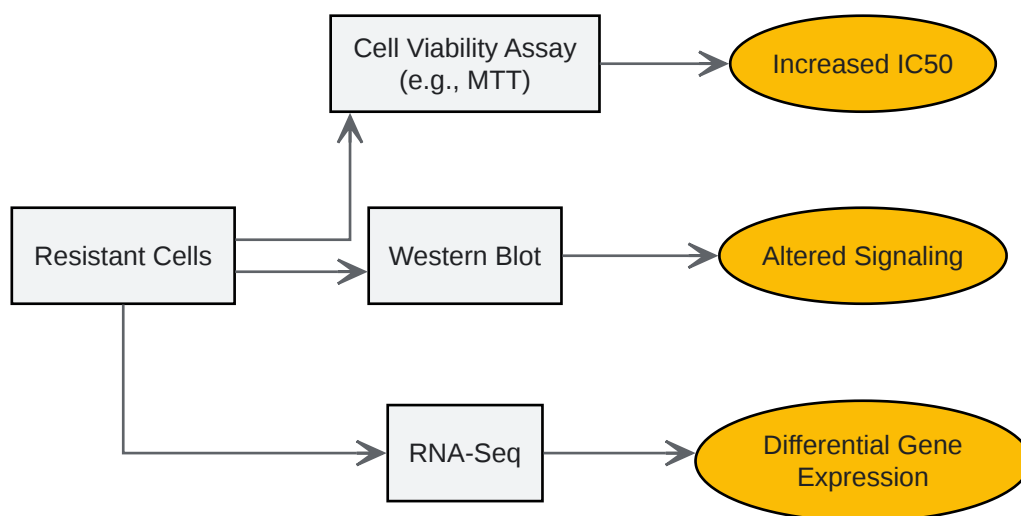 Cell Viability Assay
(e.g., MTT)
Increased IC50
Resistant Cells
Western Blot
Altered Signaling
RNA-Seq
Differential Gene
Expression